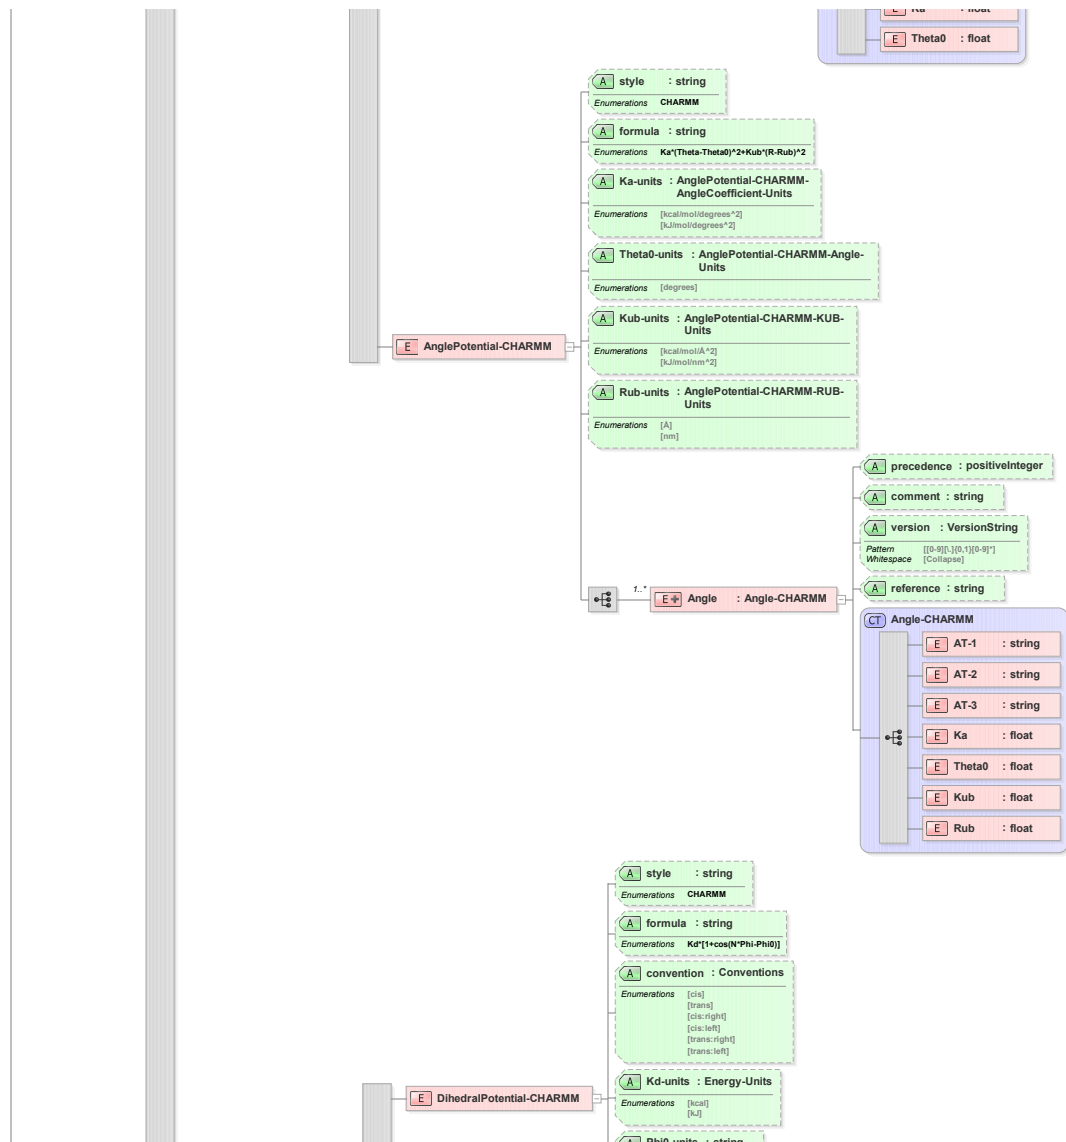 E Theta0 : float
A style : string
Enumerations CHARMM
A formula : string
Enumerations Ka*(Theta-Theta0)^2+Kub*(R-Rub)^2
A Ka-units : AnglePotential-CHARMM-
AngleCoefficient-Units
Enumerations [kcal/mol/degrees^2]
[kJ/mol/degrees^2]
A Theta0-units : AnglePotential-CHARMM-Angle-
Units
Enumerations [degrees]
A Kub-units : AnglePotential-CHARMM-KUB-
Units
Enumerations [kcal/mol/Å^2]
[kJ/mol/nm^2]
E AnglePotential-CHARMM
A Rub-units : AnglePotential-CHARMM-RUB-
Units
Enumerations [Å]
[nm]
A precedence : positiveInteger
A comment : string
A version : VersionString
Pattern [[0-9][\.]{0,1}[0-9]*]
Whitespace [Collapse]
A reference : string
1..* E Angle : Angle-CHARMM
CT Angle-CHARMM
E AT-1 : string
E AT-2 : string
E AT-3 : string
E Ka : float
E Theta0 : float
E Kub : float
E Rub : float
A style : string
Enumerations CHARMM
A formula : string
Enumerations Kd*[1+cos(N*Phi-Phi0)]
A convention : Conventions
Enumerations [cis]
[trans]
[cis:right]
[cis:left]
[trans:right]
[trans:left]
A Kd-units : Energy-Units
Enumerations [kcal]
[kJ]
E DihedralPotential-CHARMM
A Phi0-units : string